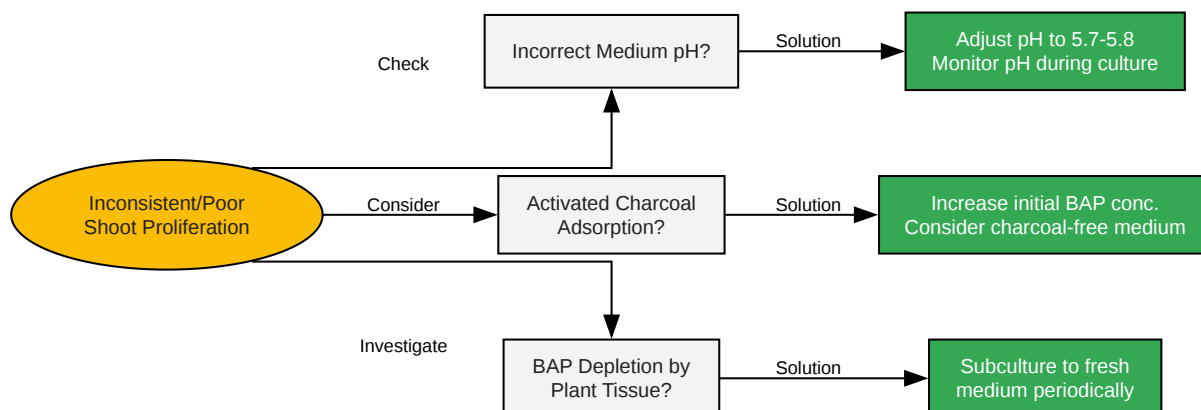 Inconsistent/Poor
Shoot Proliferation
Check
Incorrect Medium pH?
Solution
Adjust pH to 5.7-5.8
Monitor pH during culture
Consider
Activated Charcoal
Adsorption?
Solution
Increase initial BAP conc.
Consider charcoal-free medium
Investigate
BAP Depletion by
Plant Tissue?
Solution
Subculture to fresh
medium periodically